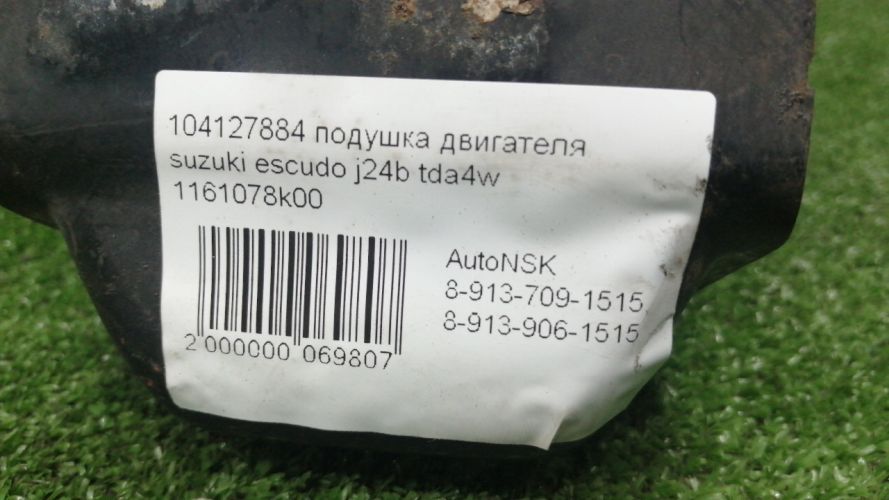 104127884 подушка двигателя
suzuki escudo j24b tda4w
1161078k00
AutoNSK
8-913-709-1515,
8-913-906-1515
2 000000 069807